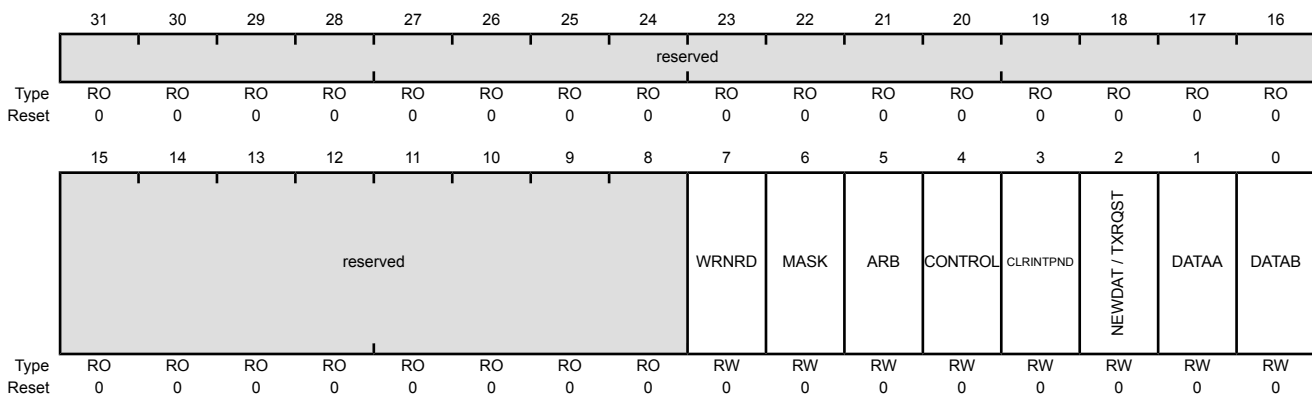 31 30 29 28 27 26 25 24 23 22 21 20 19 18 17 16
reserved
Type RO RO RO RO RO RO RO RO RO RO RO RO RO RO RO RO
Reset 0 0 0 0 0 0 0 0 0 0 0 0 0 0 0 0
15 14 13 12 11 10 9 8 7 6 5 4 3 2 1 0
reserved WRNRD MASK ARB CONTROL CLRINTPND NEWDAT / TXRQST DATAA DATAB
Type RO RO RO RO RO RO RO RO RW RW RW RW RW RW RW RW
Reset 0 0 0 0 0 0 0 0 0 0 0 0 0 0 0 0